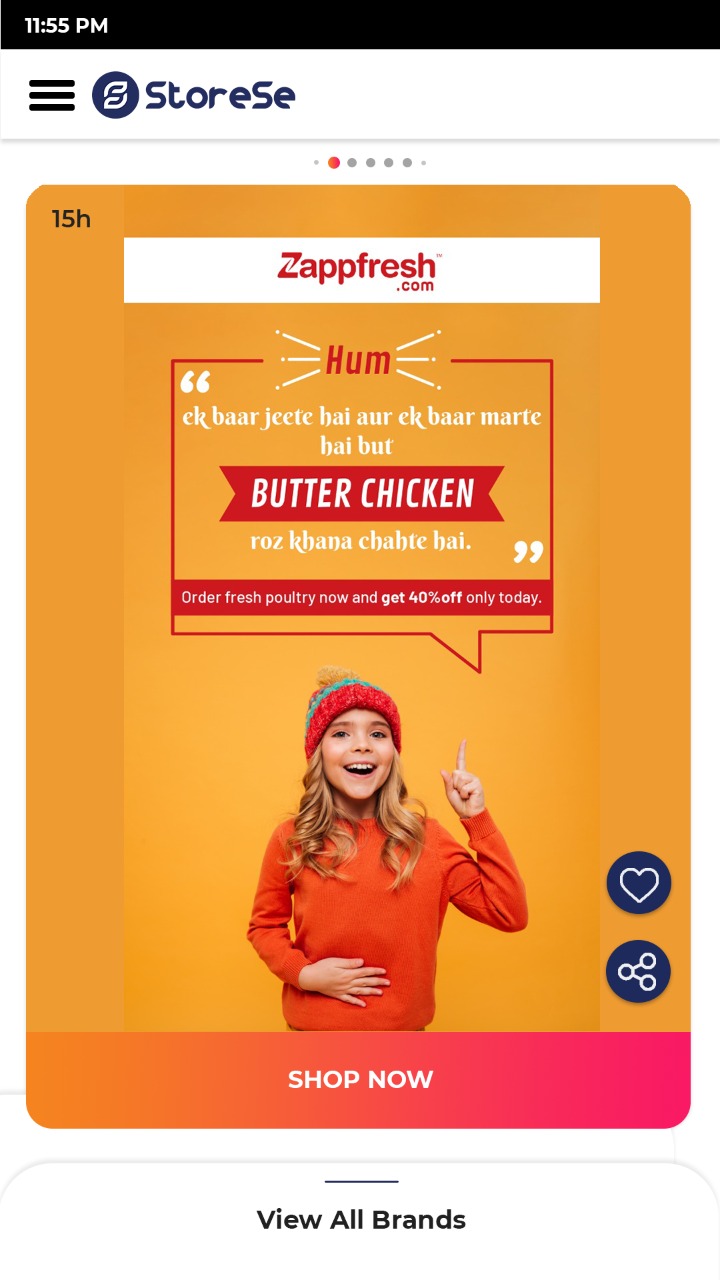 11:55 PM
StoreSe
15h
Zappfresh™
.com
Hum
“
ek baar jeete hai aur ek baar marte
hai but
BUTTER CHICKEN
roz khana chahte hai.
”
Order fresh poultry now and get 40%off only today.
SHOP NOW
View All Brands